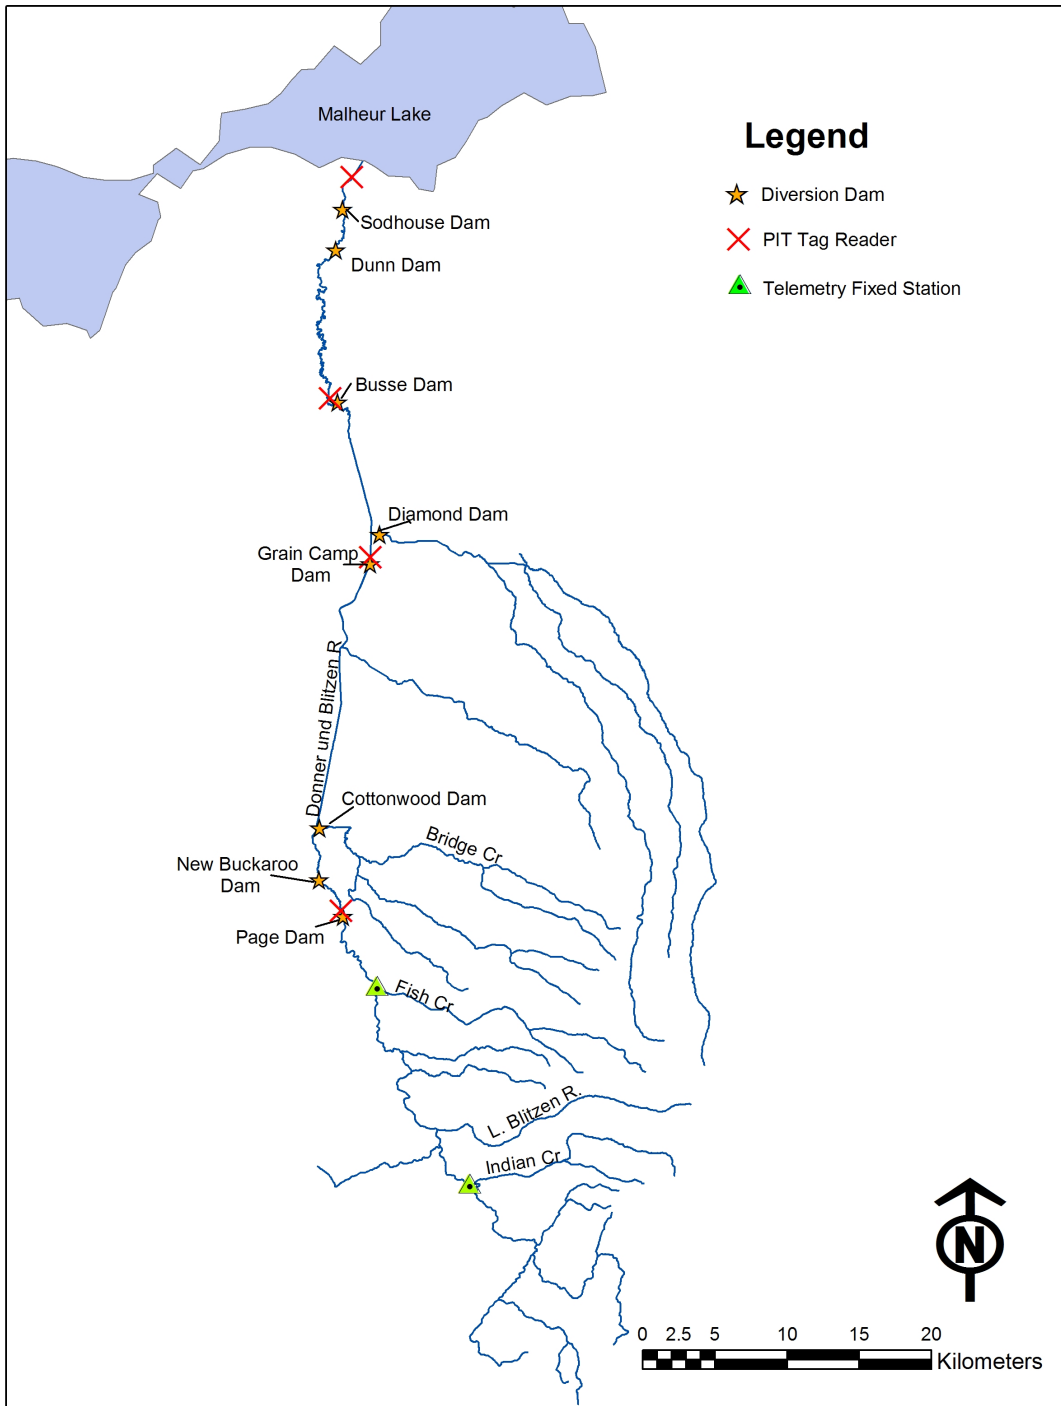 Malheur Lake
Legend
Diversion Dam
PIT Tag Reader
Telemetry Fixed Station
Sodhouse Dam
Dunn Dam
Busse Dam
Diamond Dam
Grain Camp
Dam
Donner und Blitzen R
Cottonwood Dam
Bridge Cr
New Buckaroo
Dam
Page Dam
Fish Cr
L. Blitzen R.
Indian Cr
N
0 2.5 5 10 15 20
Kilometers